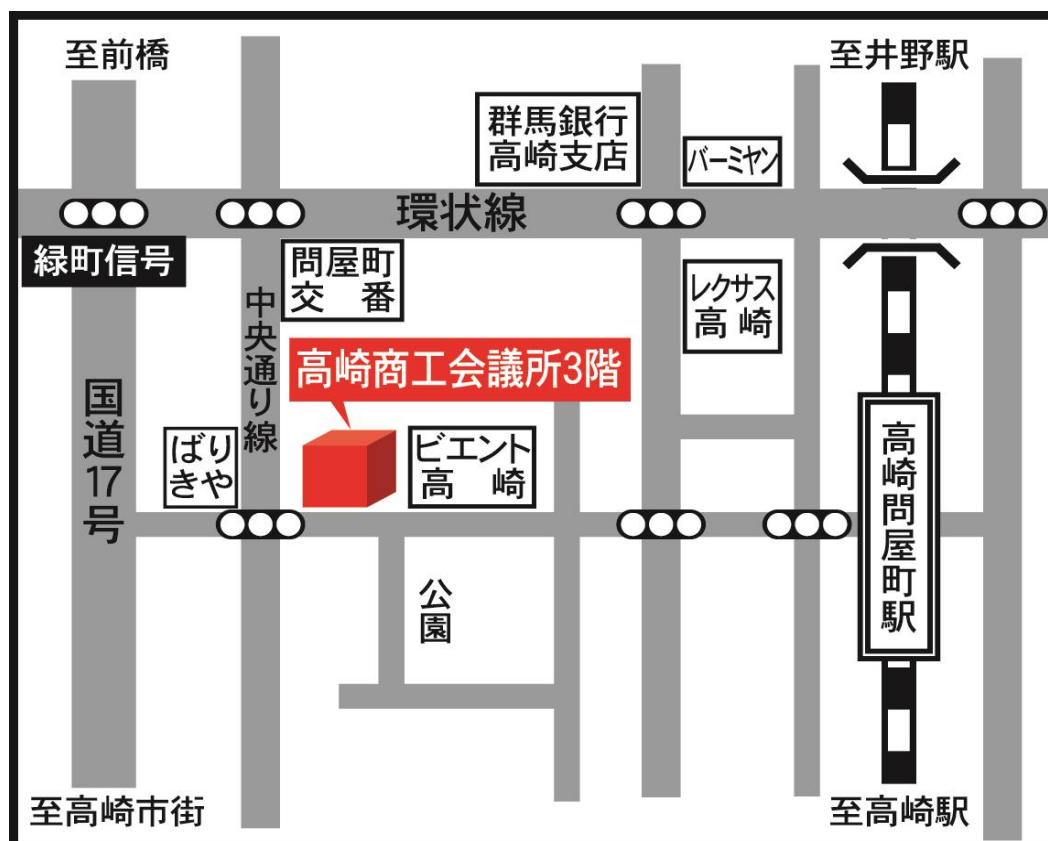 至前橋
至井野駅
群馬銀行
高崎支店
バーミヤン
環状線
緑町信号
問屋町
交番
レクサス
高崎
中央通り線
高崎商工会議所3階
国道17号
ばり
きや
ビエント
高崎
高崎問屋町駅
公園
至高崎市街
至高崎駅